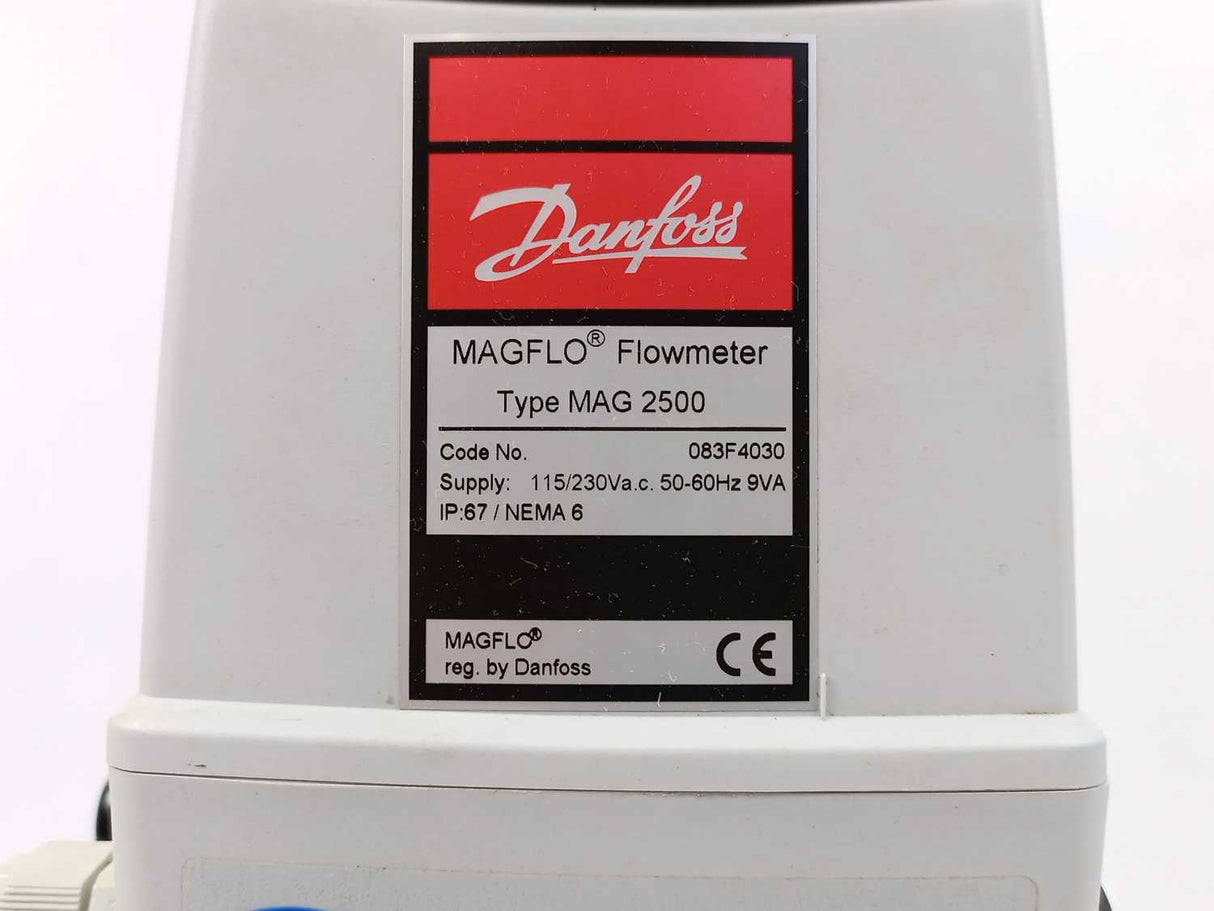 Danfoss
MAGFLO® Flowmeter
Type MAG 2500
Code No. 083F4030
Supply: 115/230Va.c. 50-60Hz 9VA
IP:67 / NEMA 6
MAGFLO®
reg. by Danfoss
CE